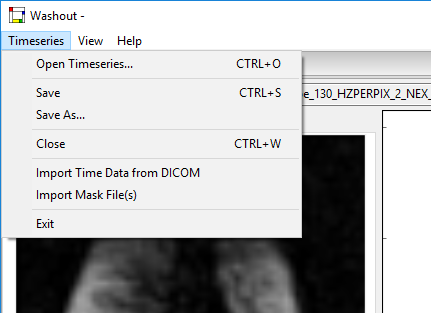 Washout -
Timeseries View Help
Open Timeseries... CTRL+O
Save CTRL+S
e_130_HZPERPIX_2_NEX_
Save As...
Close CTRL+W
Import Time Data from DICOM
Import Mask File(s)
Exit